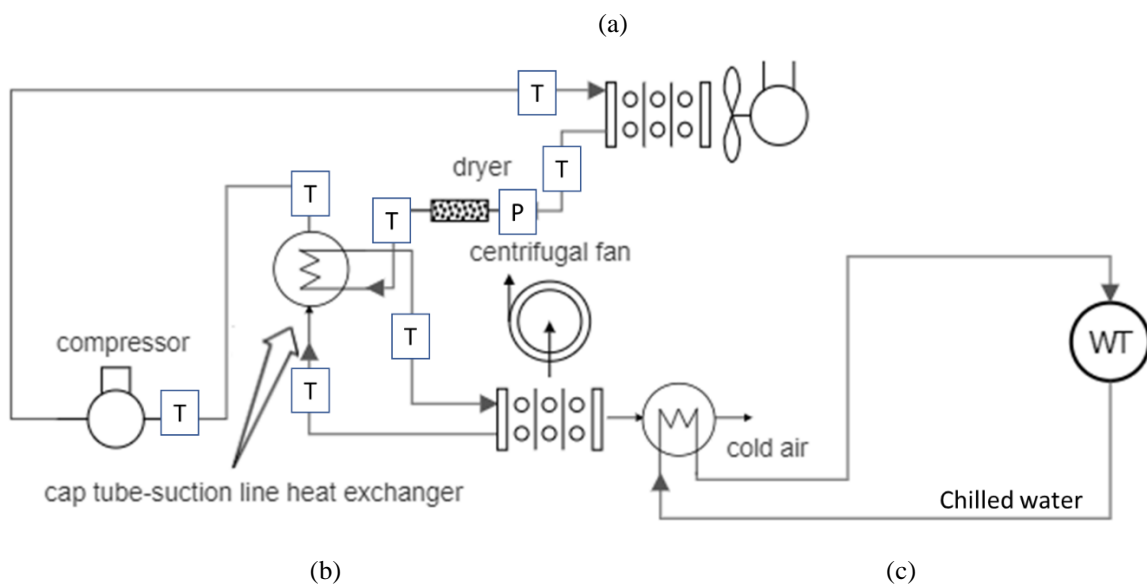 (a)
T
dryer
T
T
T
P
centrifugal fan
T
compressor
T
T
WT
cold air
cap tube-suction line heat exchanger
Chilled water
(b)
(c)